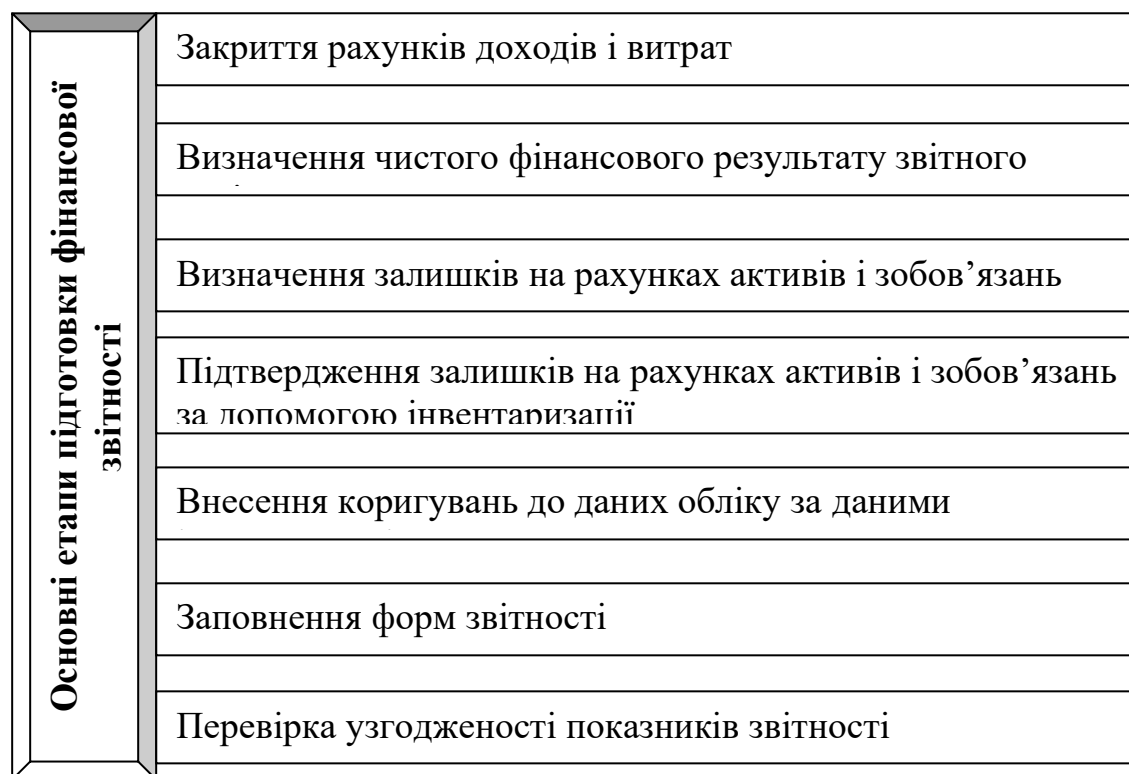 Основні етапи підготовки фінансової
звітності
Закриття рахунків доходів і витрат
Визначення чистого фінансового результату звітного
Визначення залишків на рахунках активів і зобов’язань
Підтвердження залишків на рахунках активів і зобов’язань
за допомогою інвентаризації
Внесення коригувань до даних обліку за даними
Заповнення форм звітності
Перевірка узгодженості показників звітності